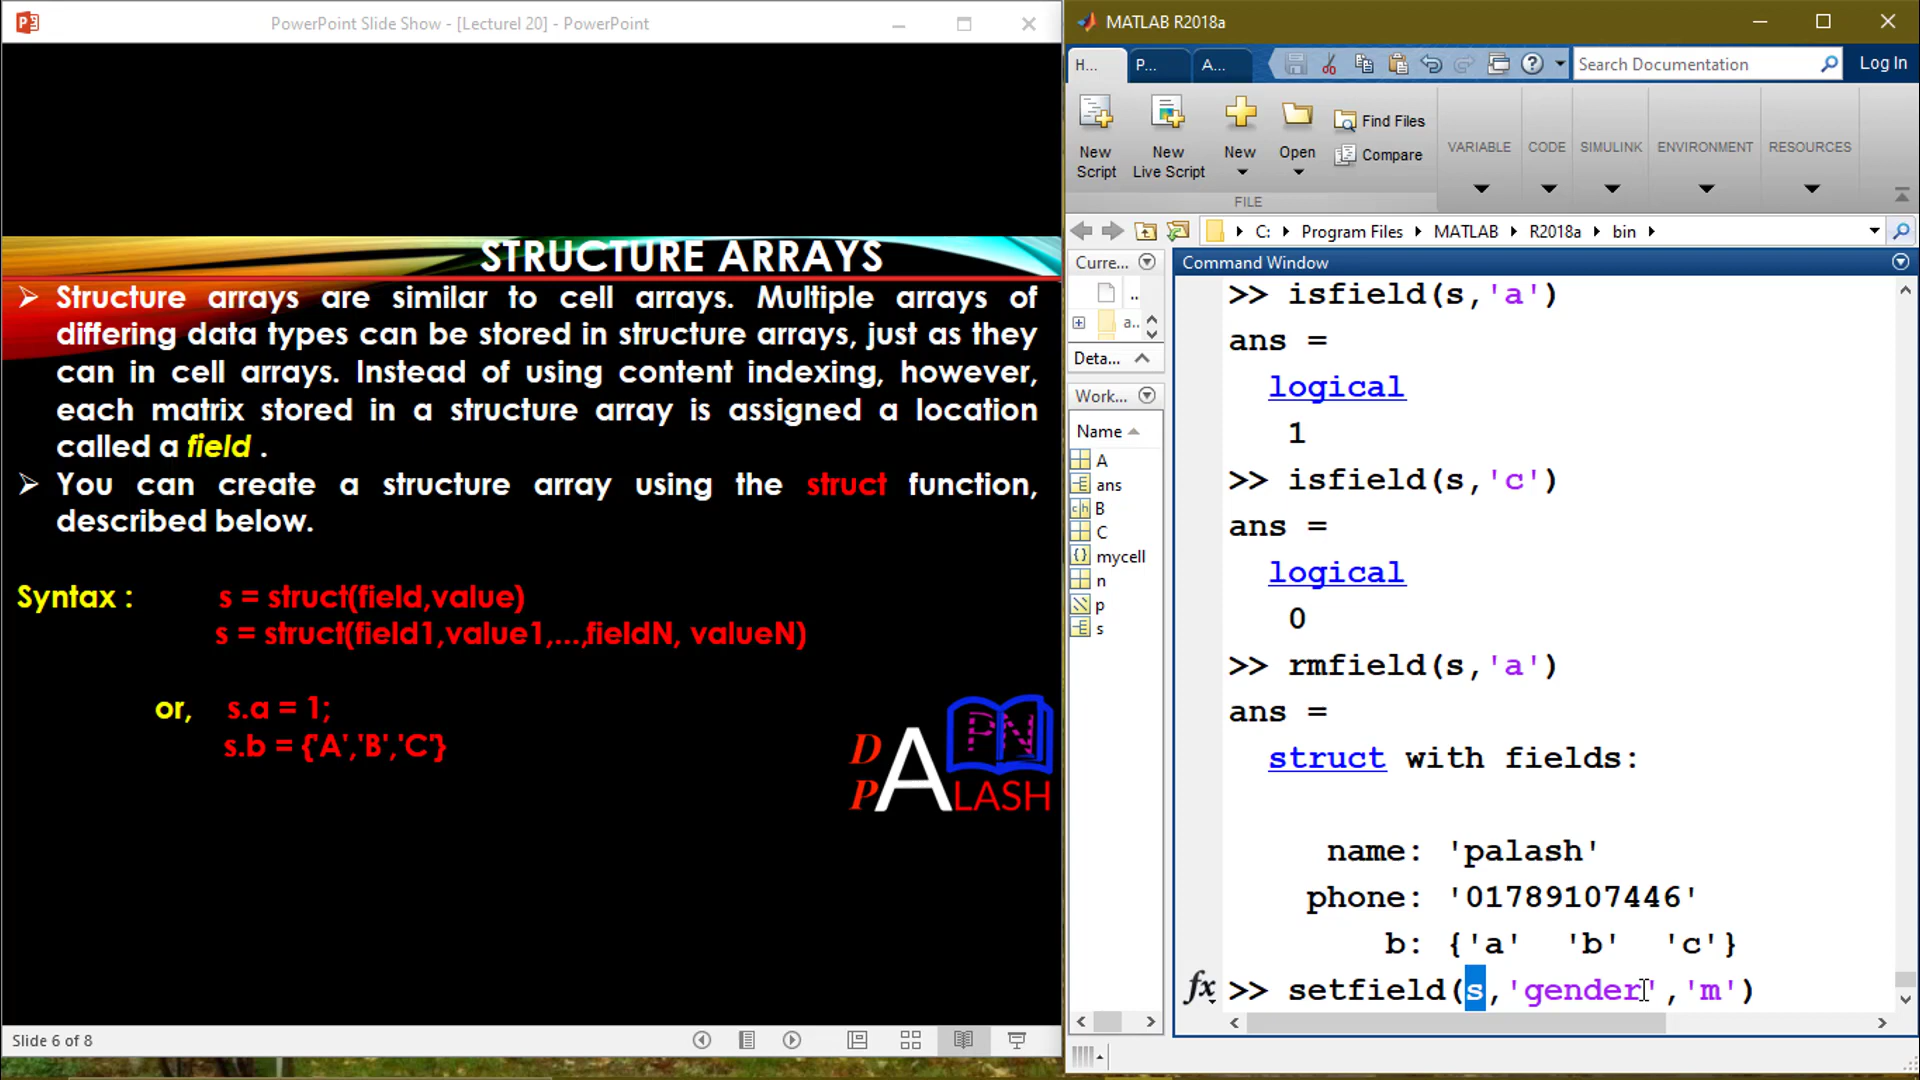 PowerPoint Slide Show - [Lecturel 20] - PowerPoint
STRUCTURE ARRAYS
➢ Structure arrays are similar to cell arrays. Multiple arrays of
differing data types can be stored in structure arrays, just as they
can in cell arrays. Instead of using content indexing, however,
each matrix stored in a structure array is assigned a location
called a field .
➢ You can create a structure array using the struct function,
described below.
Syntax : s = struct(field,value)
s = struct(field1,value1,...,fieldN, valueN)
or, s.a = 1;
s.b = {'A','B','C'}
D
P
A
PN
LASH
Slide 6 of 8
MATLAB R2018a
H... P... A...
Search Documentation
Log In
New Script
New Live Script
New
Open
Find Files
Compare
FILE
VARIABLE CODE SIMULINK ENVIRONMENT RESOURCES
C: Program Files MATLAB R2018a bin
Curre...
..
a..
Deta...
Work...
Name
A
ans
B
C
mycell
n
p
s
Command Window
>> isfield(s,'a')
ans =
logical
1
>> isfield(s,'c')
ans =
logical
0
>> rmfield(s,'a')
ans =
struct with fields:
name: 'palash'
phone: '01789107446'
b: {'a' 'b' 'c'}
fx >> setfield(s,'gender','m')